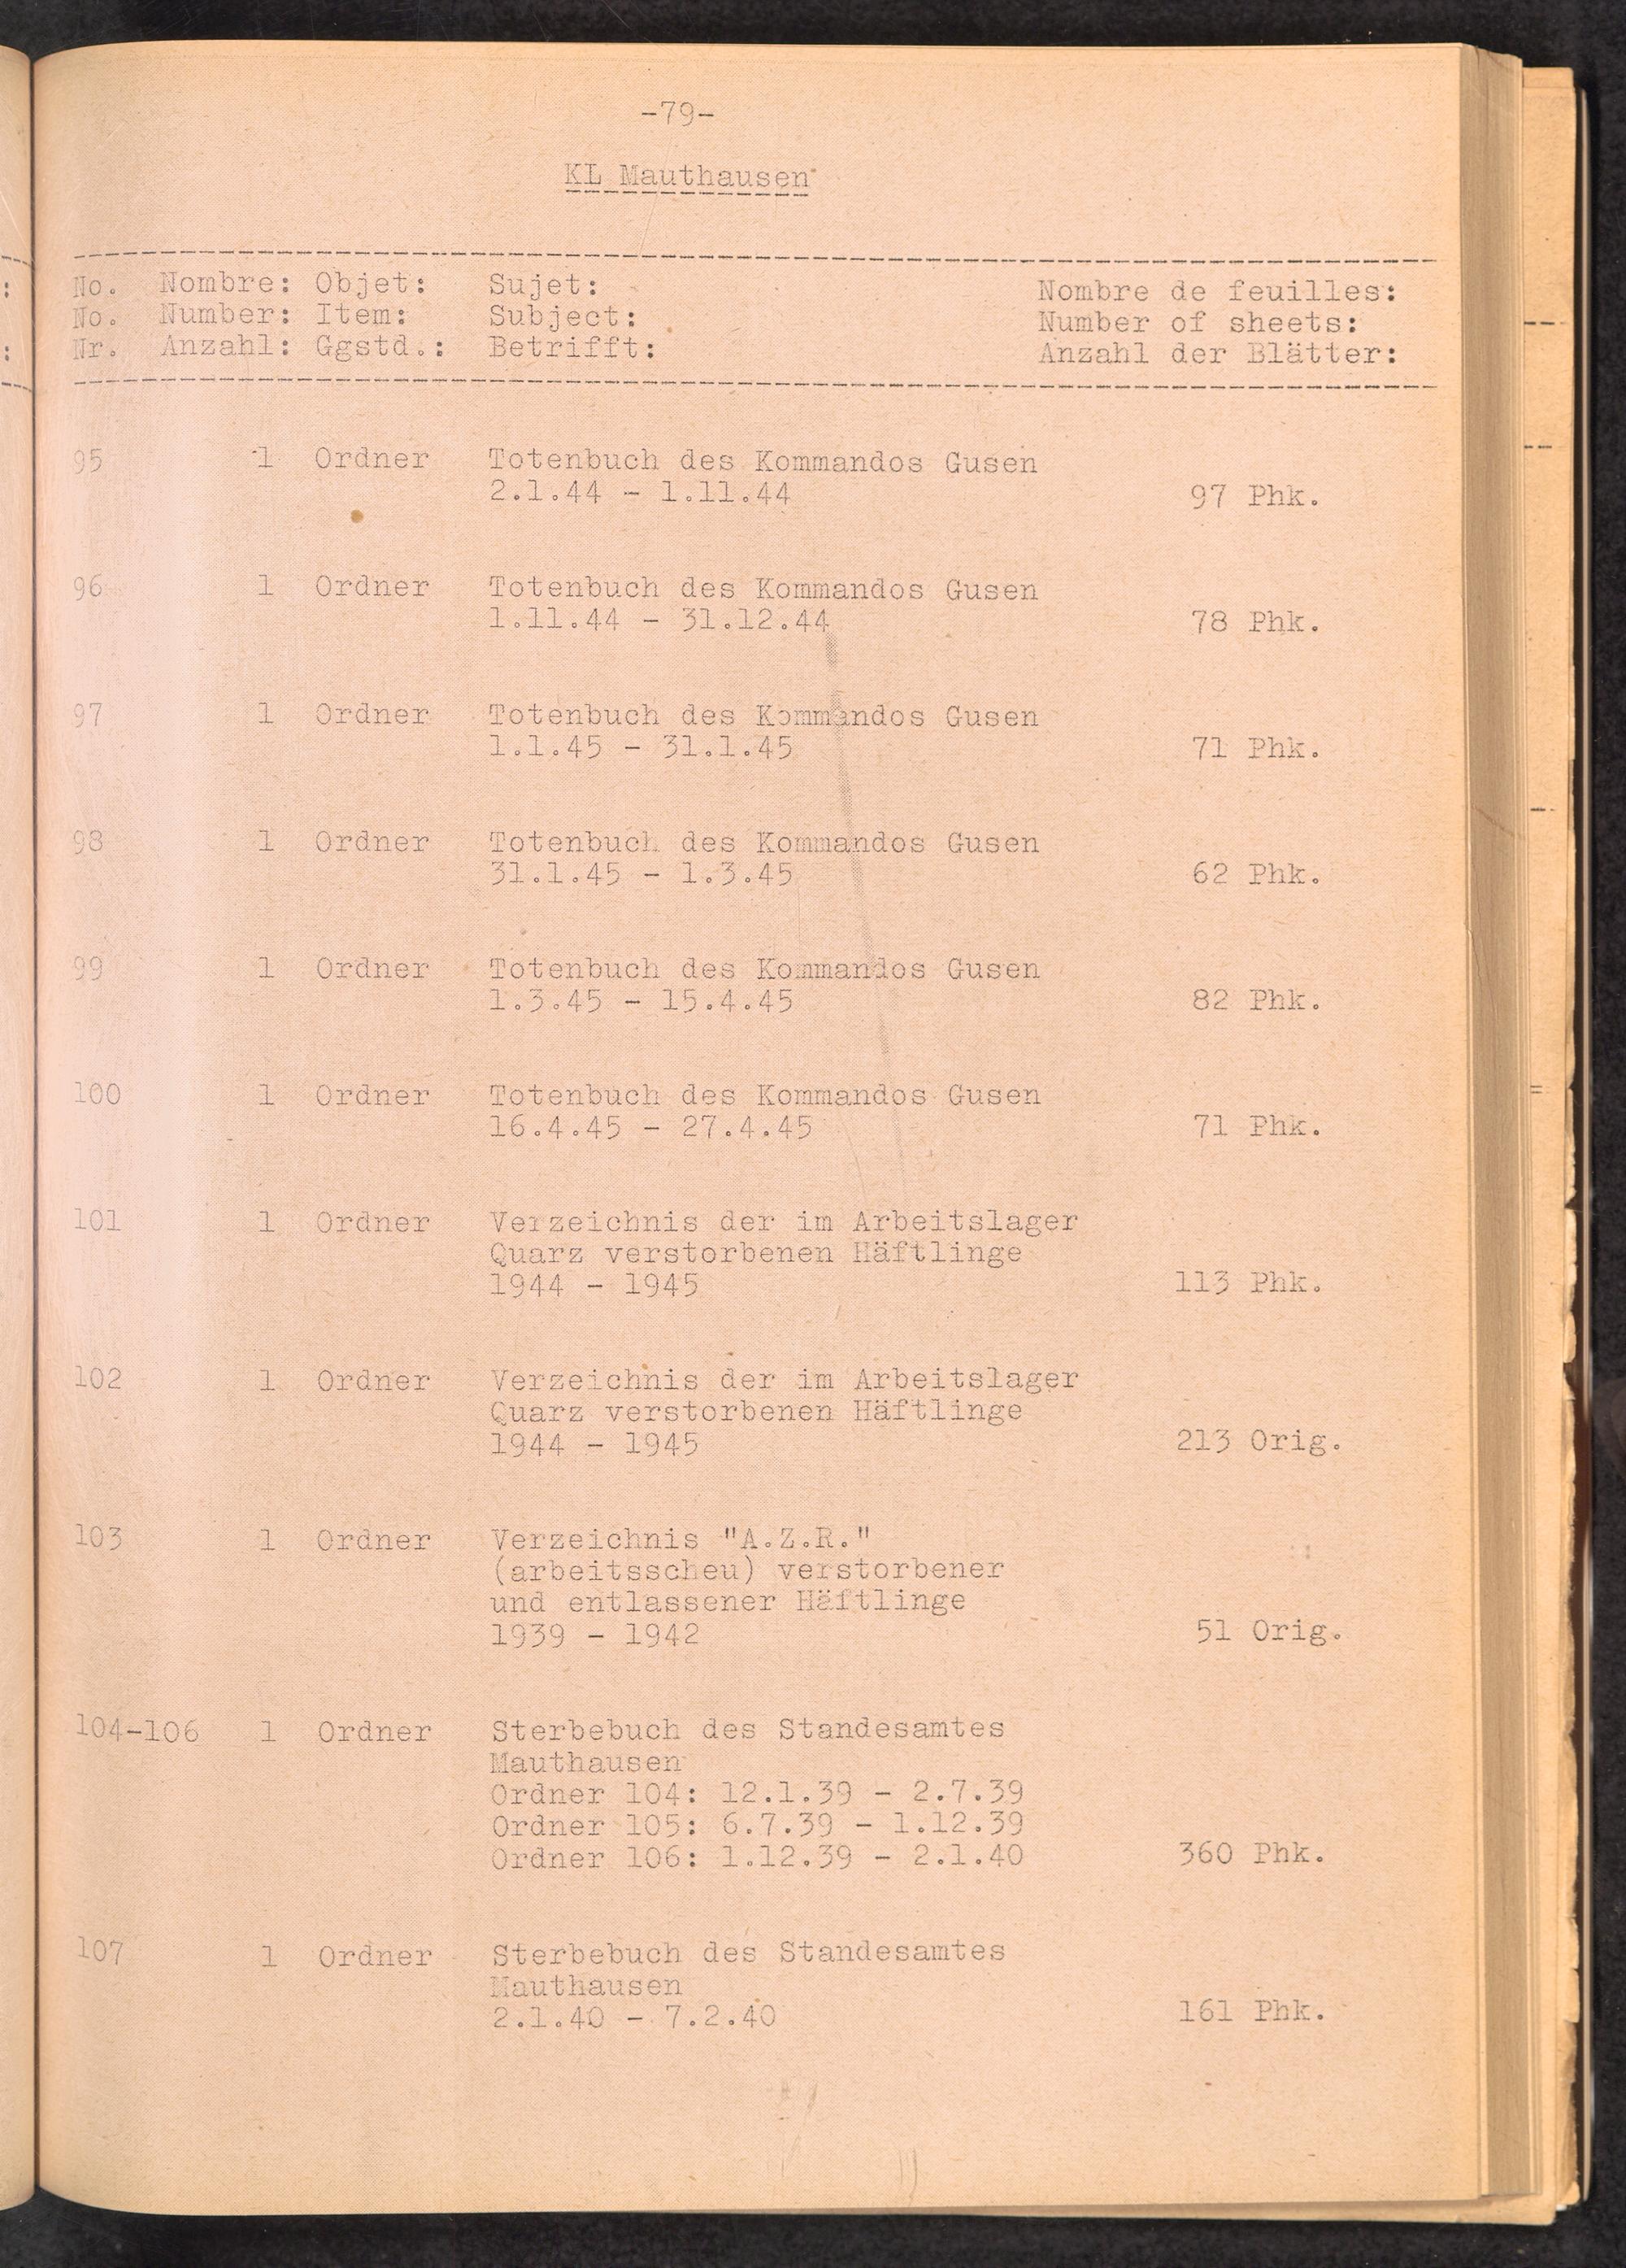 -79-
KL Mauthausen
No. Nombre: Objet: Sujet: Nombre de feuilles:
No. Number: Item: Subject: Number of sheets:
Nr. Anzahl: Ggstd.: Betrifft: Anzahl der Blätter:
95 1 Ordner Totenbuch des Kommandos Gusen
2.1.44 - 1.11.44 97 Phk.
96 1 Ordner Totenbuch des Kommandos Gusen
1.11.44 - 31.12.44 78 Phk.
97 1 Ordner Totenbuch des Kommandos Gusen
1.1.45 - 31.1.45 71 Phk.
98 1 Ordner Totenbuch des Kommandos Gusen
31.1.45 - 1.3.45 62 Phk.
99 1 Ordner Totenbuch des Kommandos Gusen
1.3.45 - 15.4.45 82 Phk.
100 1 Ordner Totenbuch des Kommandos Gusen
16.4.45 - 27.4.45 71 Phk.
101 1 Ordner Verzeichnis der im Arbeitslager
Quarz verstorbenen Häftlinge
1944 - 1945 113 Phk.
102 1 Ordner Verzeichnis der im Arbeitslager
Quarz verstorbenen Häftlinge
1944 - 1945 213 Orig.
103 1 Ordner Verzeichnis "A.Z.R."
(arbeitsscheu) verstorbener
und entlassener Häftlinge
1939 - 1942 51 Orig.
104-106 1 Ordner Sterbebuch des Standesamtes
Mauthausen
Ordner 104: 12.1.39 - 2.7.39
Ordner 105: 6.7.39 - 1.12.39
Ordner 106: 1.12.39 - 2.1.40 360 Phk.
107 1 Ordner Sterbebuch des Standesamtes
Mauthausen
2.1.40 - 7.2.40 161 Phk.